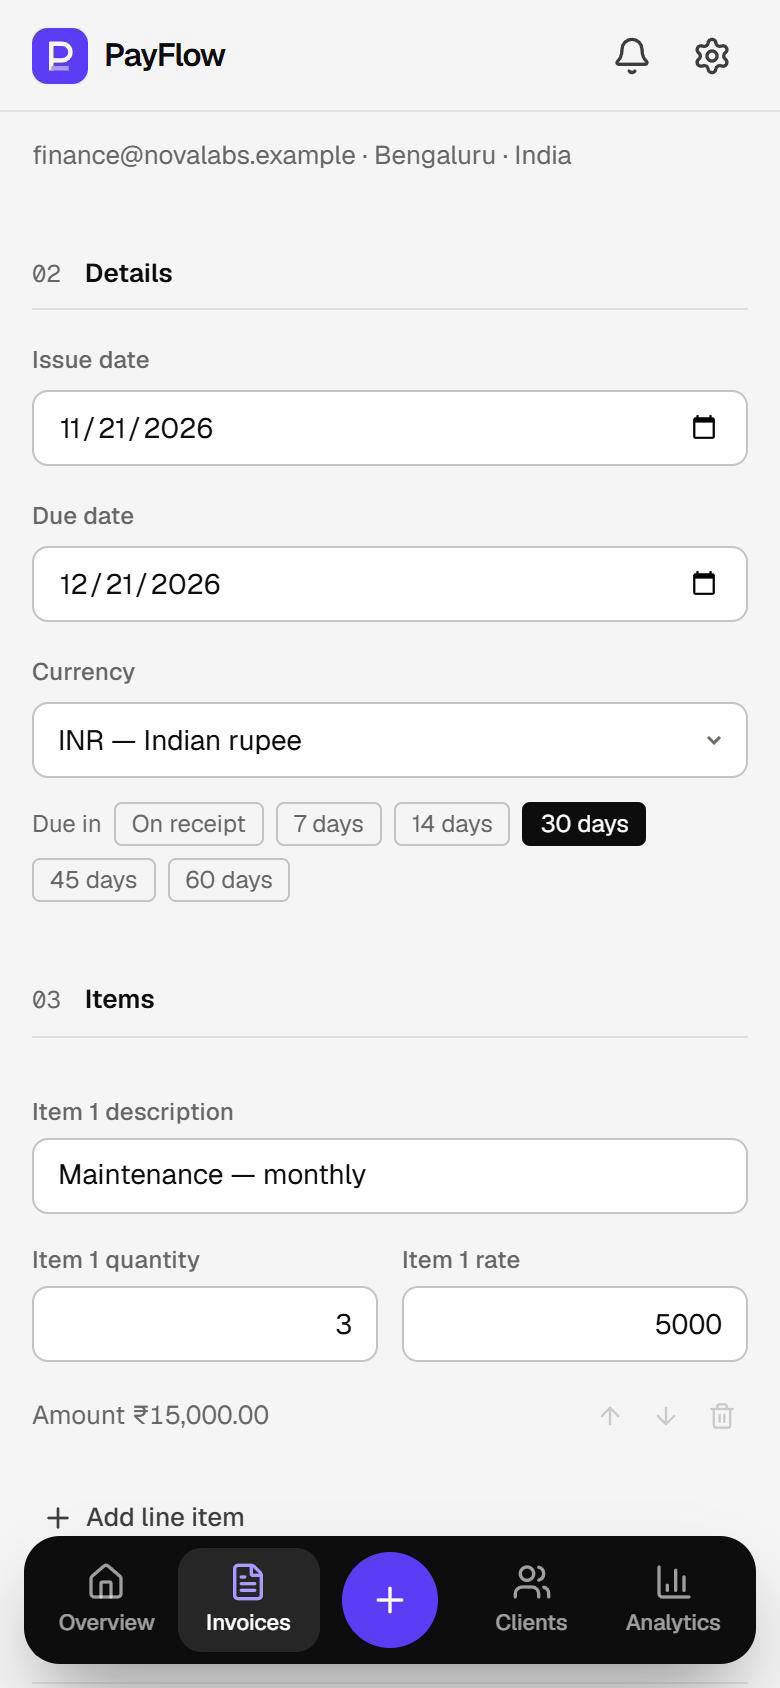 PayFlow
finance@novalabs.example · Bengaluru · India
02 Details
Issue date
11/21/2026
Due date
12/21/2026
Currency
INR — Indian rupee
Due in On receipt 7 days 14 days 30 days
45 days 60 days
03 Items
Item 1 description
Maintenance — monthly
Item 1 quantity Item 1 rate
3 5000
Amount ₹15,000.00
Add line item
Overview Invoices Clients Analytics